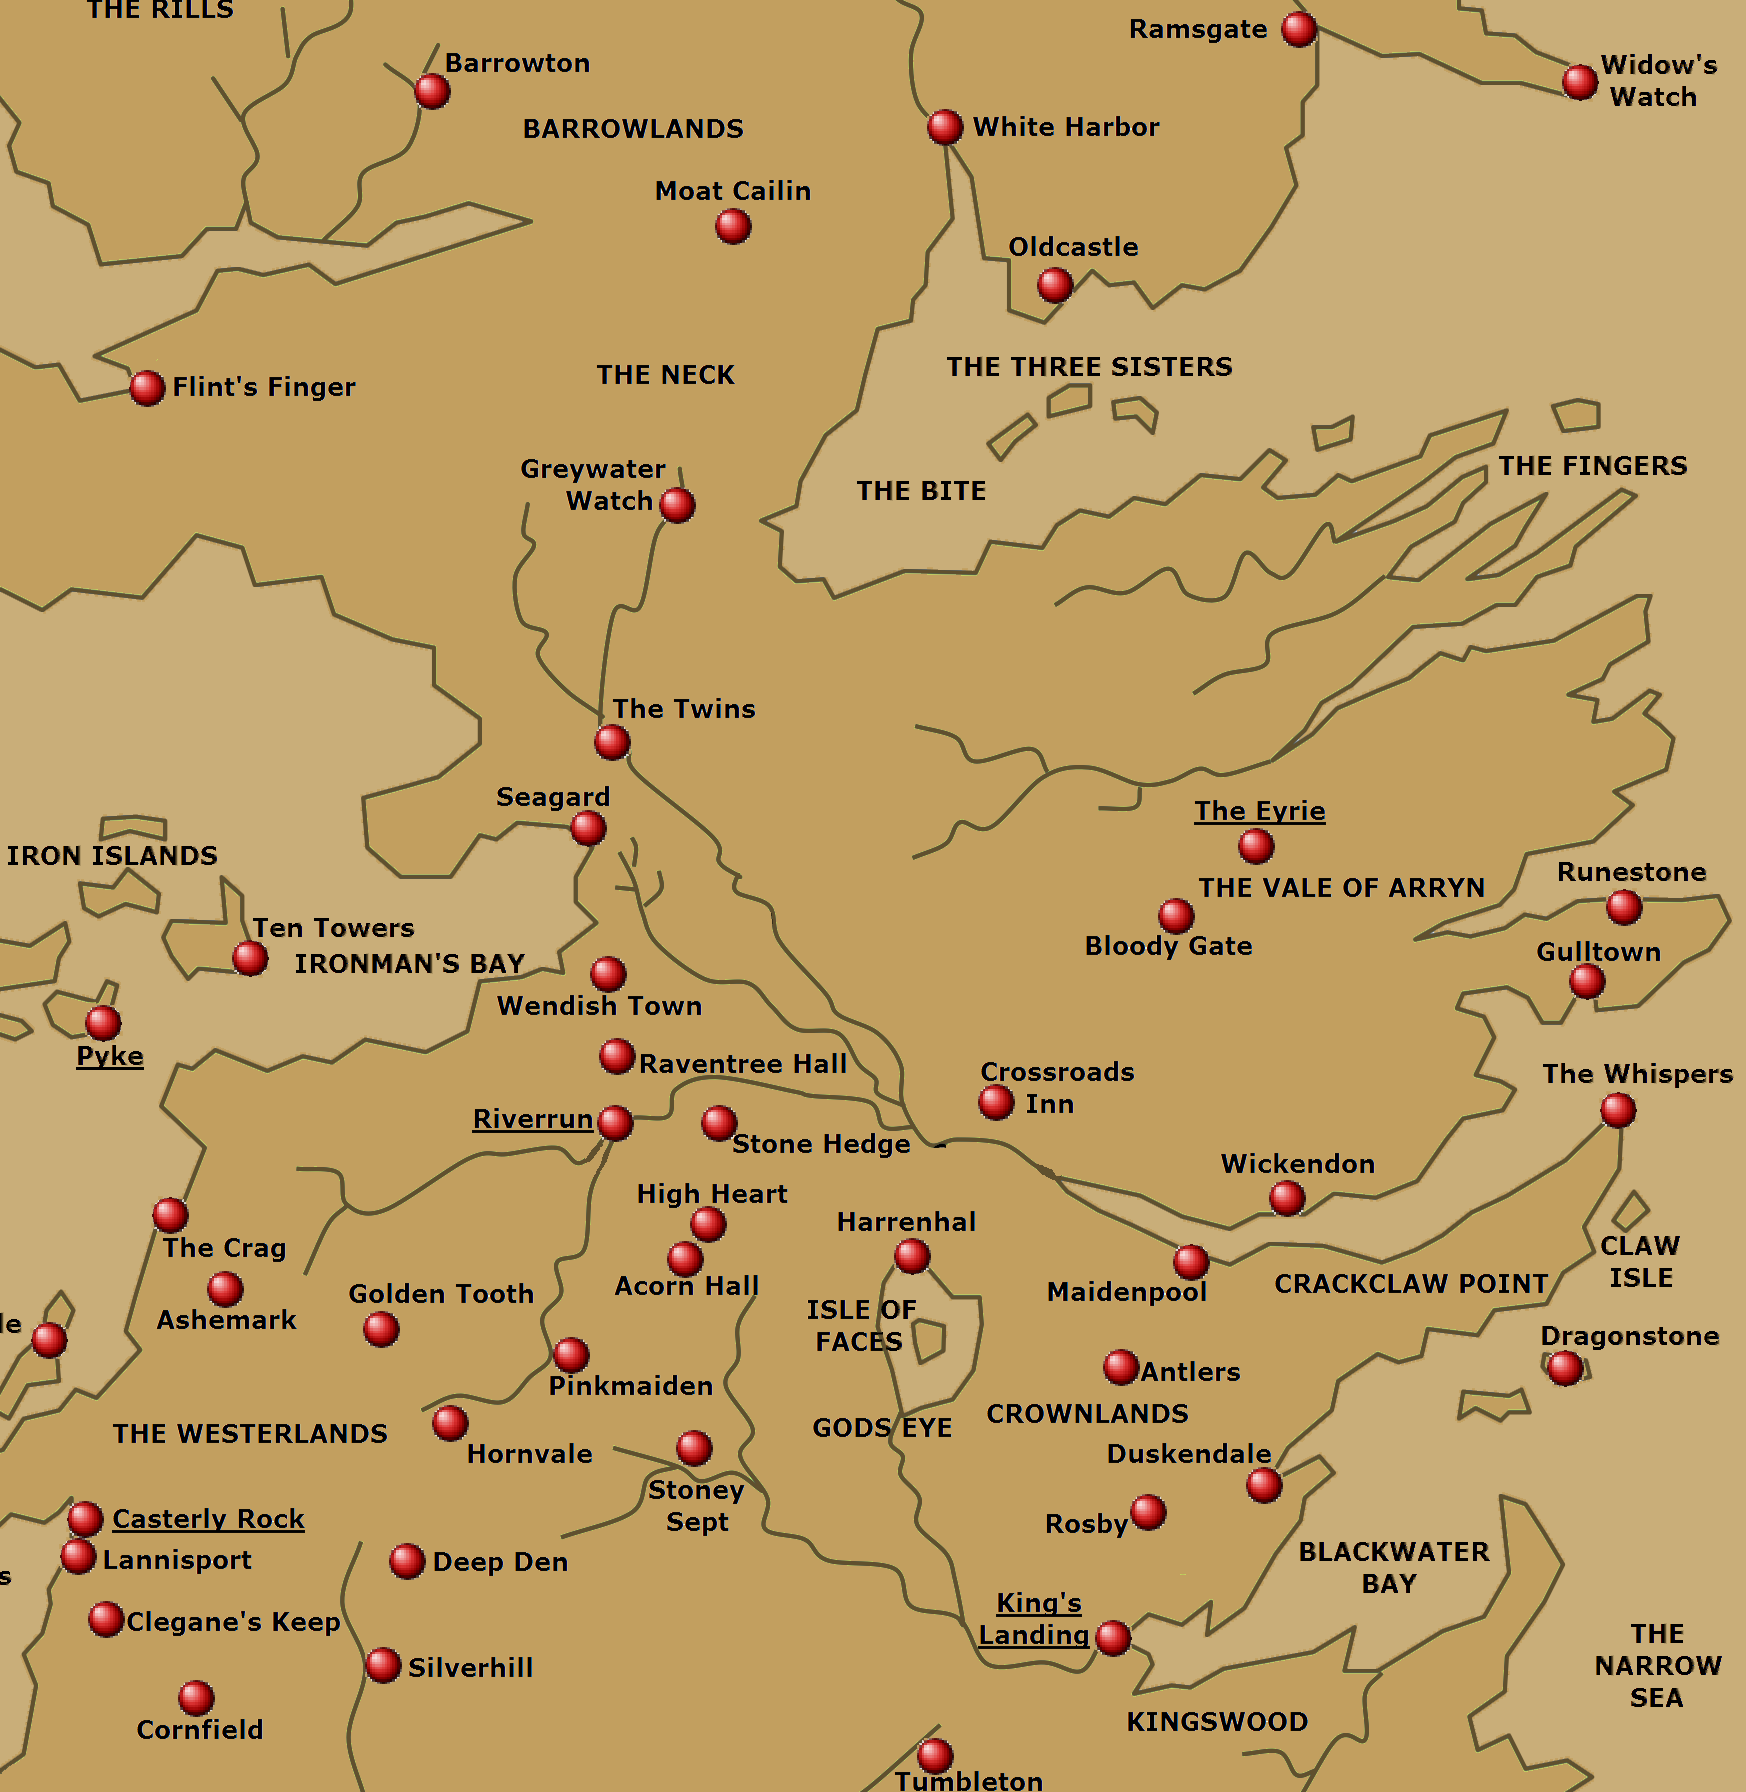 THE RILLS
Ramsgate
Barrowton
Widow's
Watch
BARROWLANDS
White Harbor
Moat Cailin
Oldcastle
THE THREE SISTERS
THE NECK
Flint's Finger
Greywater
Watch
THE FINGERS
THE BITE
The Twins
Seagard
The Eyrie
IRON ISLANDS
Runestone
THE VALE OF ARRYN
Ten Towers
Bloody Gate
Gulltown
IRONMAN'S BAY
Wendish Town
Pyke
Raventree Hall
Crossroads
Inn
The Whispers
Riverrun
Stone Hedge
Wickendon
High Heart
Harrenhal
The Crag
CLAW
ISLE
Acorn Hall
Maidenpool
CRACKCLAW POINT
Golden Tooth
ISLE OF
FACES
Ashemark
le
Dragonstone
Antlers
Pinkmaiden
THE WESTERLANDS
GODS EYE
CROWNLANDS
Hornvale
Duskendale
Stoney
Sept
Casterly Rock
Rosby
Lannisport
Deep Den
BLACKWATER
BAY
s
Clegane's Keep
King's
Landing
THE
NARROW
SEA
Silverhill
Cornfield
KINGSWOOD
Tumbleton